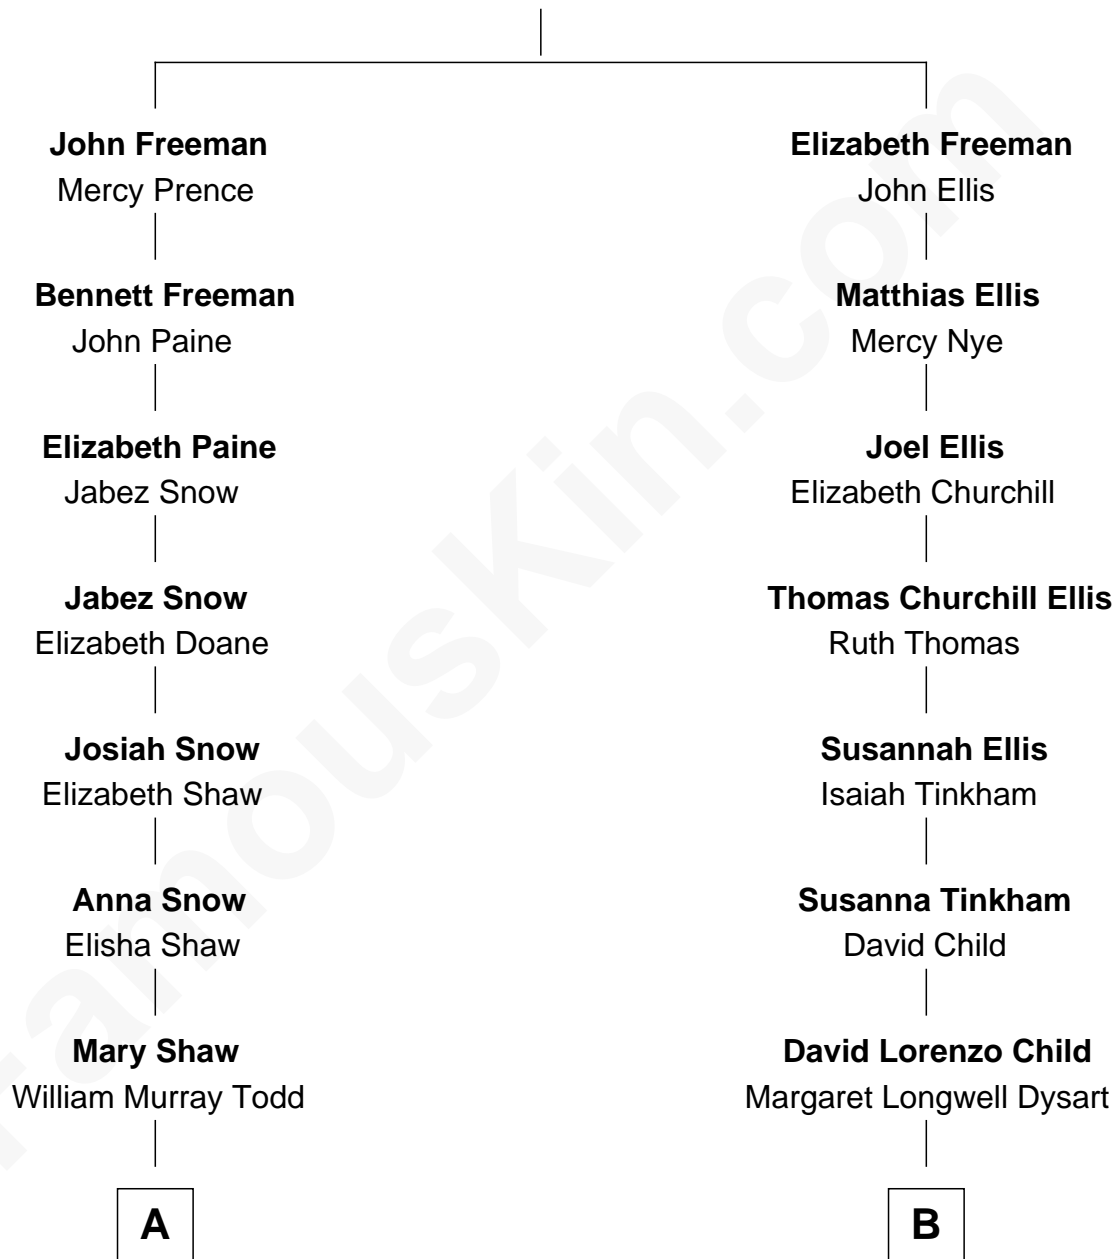 John Freeman
Mercy Prence
Bennett Freeman
John Paine
Elizabeth Paine
Jabez Snow
Jabez Snow
Elizabeth Doane
Josiah Snow
Elizabeth Shaw
Anna Snow
Elisha Shaw
Mary Shaw
William Murray Todd
A
Elizabeth Freeman
John Ellis
Matthias Ellis
Mercy Nye
Joel Ellis
Elizabeth Churchill
Thomas Churchill Ellis
Ruth Thomas
Susannah Ellis
Isaiah Tinkham
Susanna Tinkham
David Child
David Lorenzo Child
Margaret Longwell Dysart
B
FamousKin.com